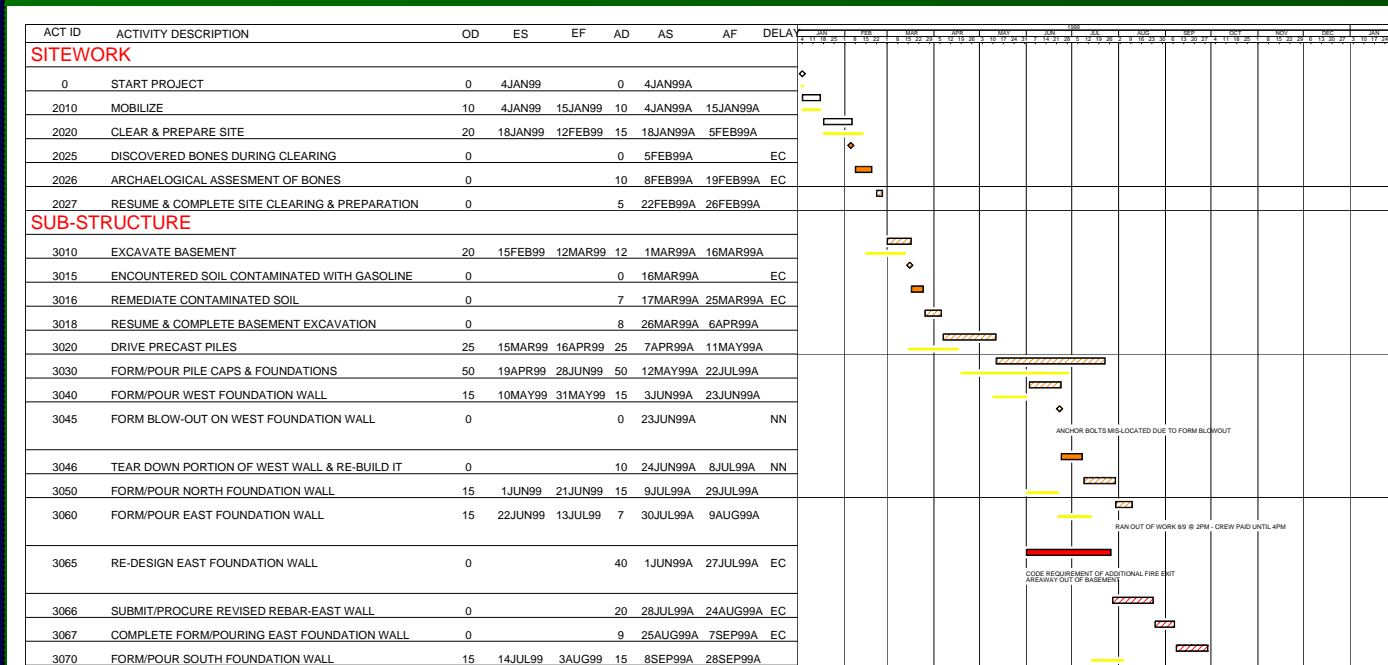 1999
ACT ID ACTIVITY DESCRIPTION OD ES EF AD AS AF DELAY JAN FEB MAR APR MAY JUN JUL AUG SEP OCT NOV DEC JAN
SITEWORK
0 START PROJECT 0 4JAN99 0 4JAN99A
2010 MOBILIZE 10 4JAN99 15JAN99 10 4JAN99A 15JAN99A
2020 CLEAR & PREPARE SITE 20 18JAN99 12FEB99 15 18JAN99A 5FEB99A
2025 DISCOVERED BONES DURING CLEARING 0 0 5FEB99A EC
2026 ARCHAELOGICAL ASSESMENT OF BONES 0 10 8FEB99A 19FEB99A EC
2027 RESUME & COMPLETE SITE CLEARING & PREPARATION 0 5 22FEB99A 26FEB99A
SUB-STRUCTURE
3010 EXCAVATE BASEMENT 20 15FEB99 12MAR99 12 1MAR99A 16MAR99A
3015 ENCOUNTERED SOIL CONTAMINATED WITH GASOLINE 0 0 16MAR99A EC
3016 REMEDIATE CONTAMINATED SOIL 0 7 17MAR99A 25MAR99A EC
3018 RESUME & COMPLETE BASEMENT EXCAVATION 0 8 26MAR99A 6APR99A
3020 DRIVE PRECAST PILES 25 15MAR99 16APR99 25 7APR99A 11MAY99A
3030 FORM/POUR PILE CAPS & FOUNDATIONS 50 19APR99 28JUN99 50 12MAY99A 22JUL99A
3040 FORM/POUR WEST FOUNDATION WALL 15 10MAY99 31MAY99 15 3JUN99A 23JUN99A
3045 FORM BLOW-OUT ON WEST FOUNDATION WALL 0 0 23JUN99A NN
ANCHOR BOLTS MIS-LOCATED DUE TO FORM BLOWOUT
3046 TEAR DOWN PORTION OF WEST WALL & RE-BUILD IT 0 10 24JUN99A 8JUL99A NN
3050 FORM/POUR NORTH FOUNDATION WALL 15 1JUN99 21JUN99 15 9JUL99A 29JUL99A
3060 FORM/POUR EAST FOUNDATION WALL 15 22JUN99 13JUL99 7 30JUL99A 9AUG99A
RAN OUT OF WORK 8/9 @ 2PM - CREW PAID UNTIL 4PM
3065 RE-DESIGN EAST FOUNDATION WALL 0 40 1JUN99A 27JUL99A EC
CODE REQUIREMENT OF ADDITIONAL FIRE EXIT
AREAWAY OUT OF BASEMENT
3066 SUBMIT/PROCURE REVISED REBAR-EAST WALL 0 20 28JUL99A 24AUG99A EC
3067 COMPLETE FORM/POURING EAST FOUNDATION WALL 0 9 25AUG99A 7SEP99A EC
3070 FORM/POUR SOUTH FOUNDATION WALL 15 14JUL99 3AUG99 15 8SEP99A 28SEP99A